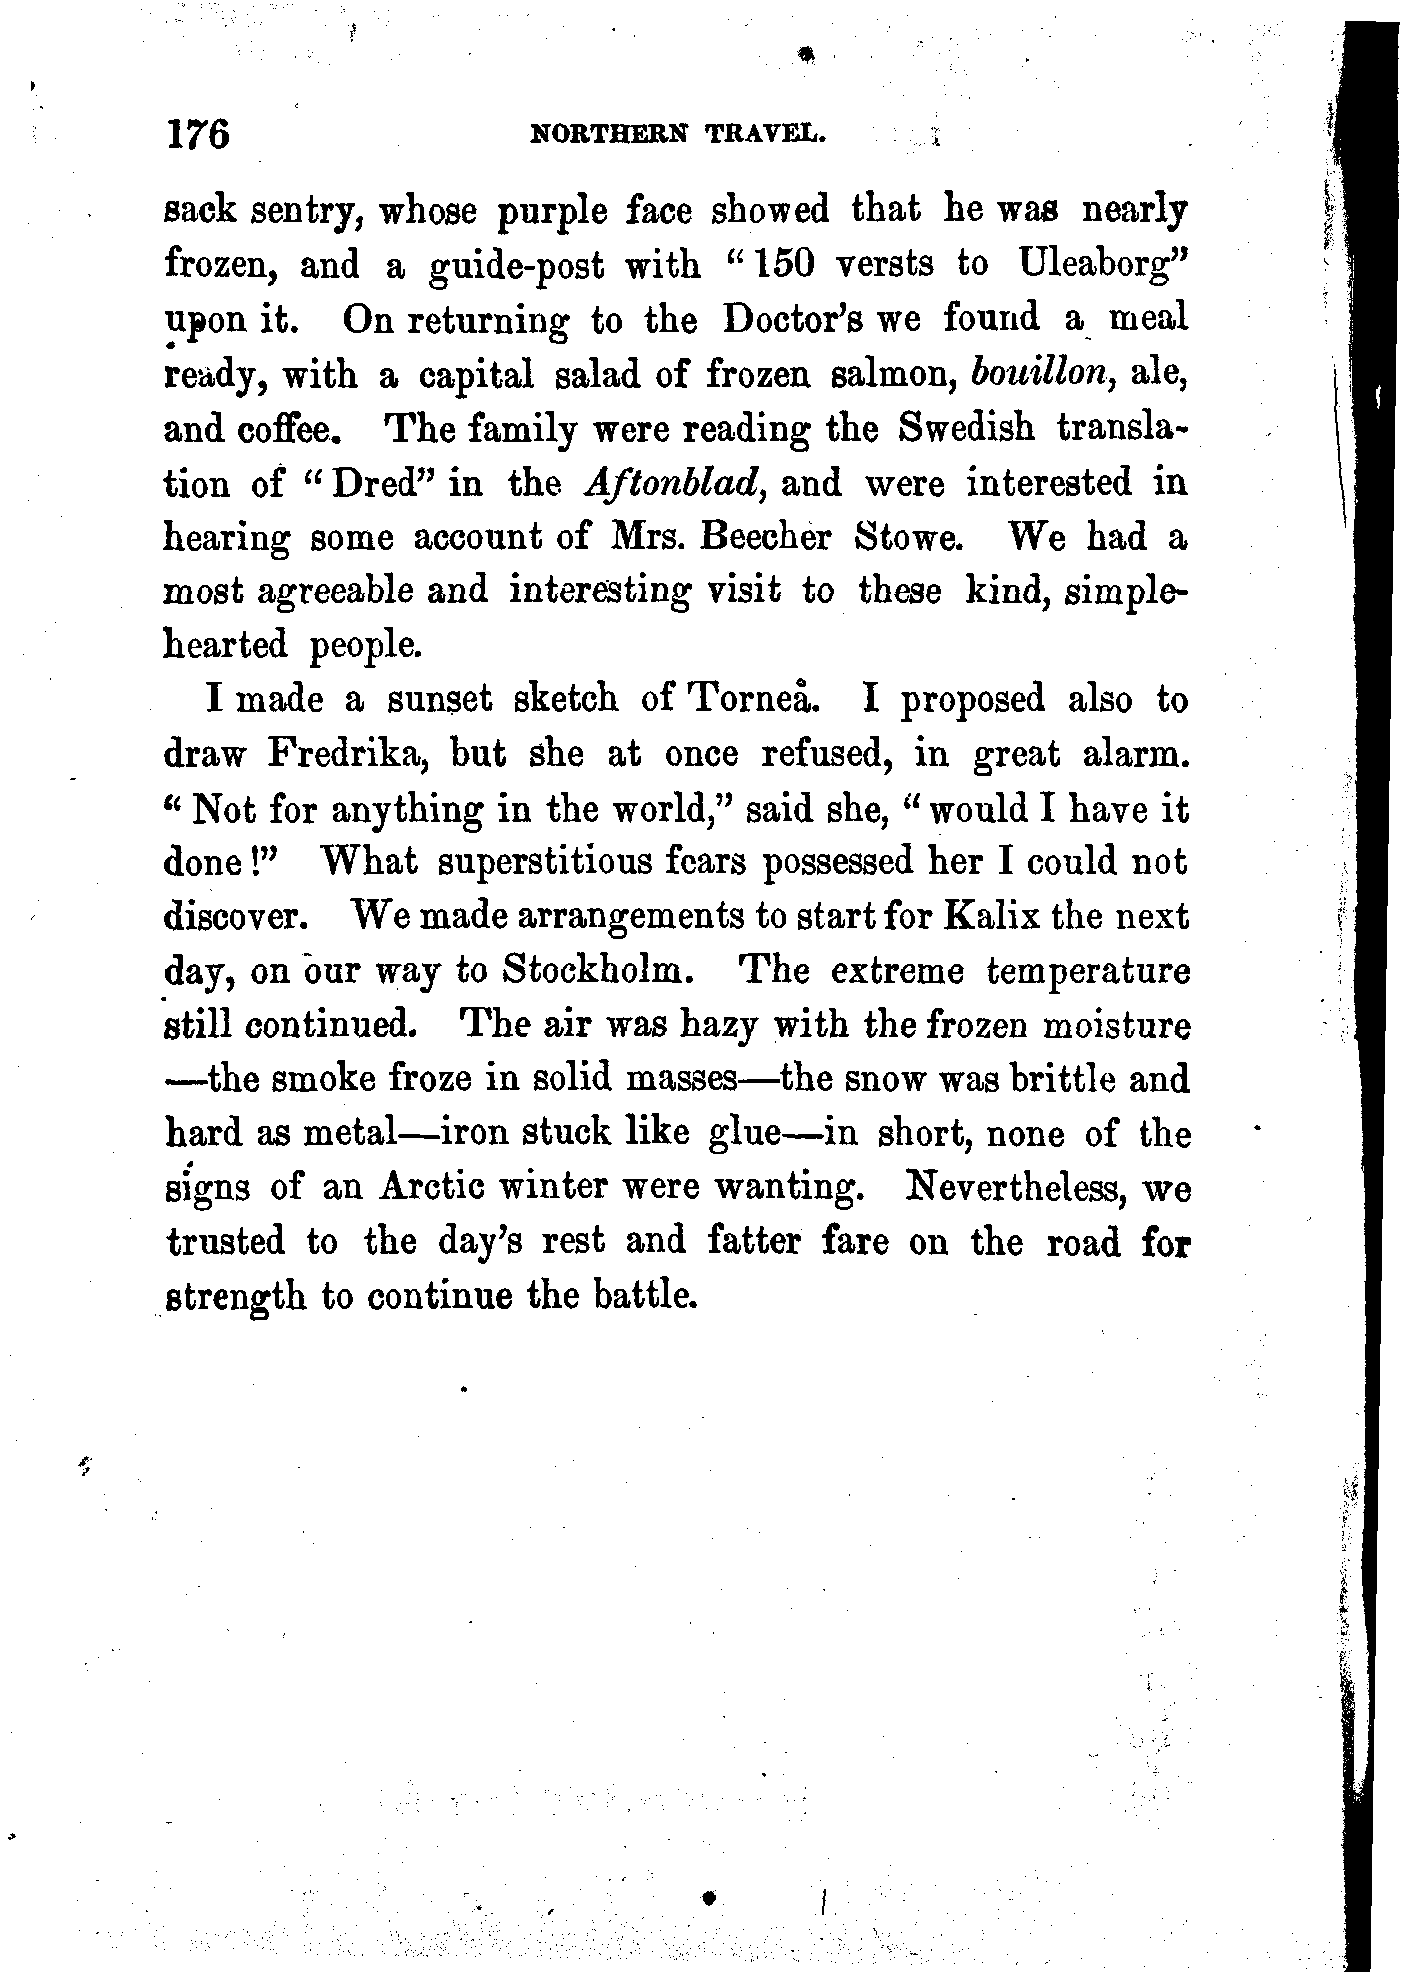 176 NORTHERN TRAVEL.
sack sentry, whose purple face showed that he was nearly
frozen, and a guide-post with “150 versts to Uleaborg”
upon it. On returning to the Doctor’s we found a meal
ready, with a capital salad of frozen salmon, bouillon, ale,
and coffee. The family were reading the Swedish transla-
tion of “Dred” in the Aftonblad, and were interested in
hearing some account of Mrs. Beecher Stowe. We had a
most agreeable and interesting visit to these kind, simple-
hearted people.
I made a sunset sketch of Torneå. I proposed also to
draw Fredrika, but she at once refused, in great alarm.
“Not for anything in the world,” said she, “would I have it
done!” What superstitious fears possessed her I could not
discover. We made arrangements to start for Kalix the next
day, on our way to Stockholm. The extreme temperature
still continued. The air was hazy with the frozen moisture
—the smoke froze in solid masses—the snow was brittle and
hard as metal—iron stuck like glue—in short, none of the
signs of an Arctic winter were wanting. Nevertheless, we
trusted to the day’s rest and fatter fare on the road for
strength to continue the battle.